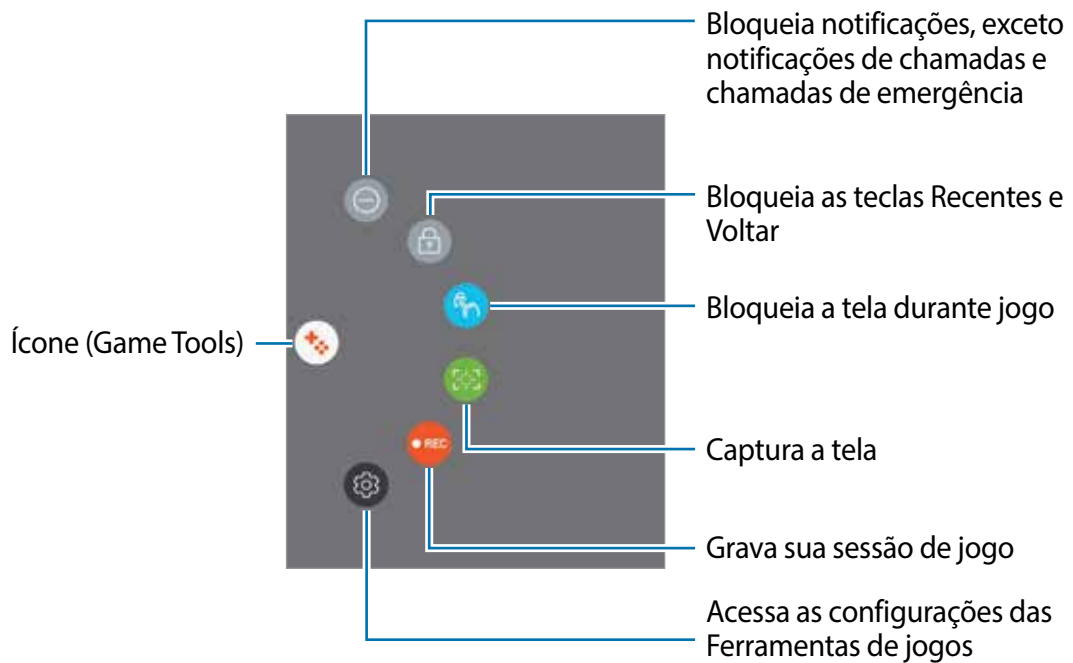 Bloqueia notificações, exceto
notificações de chamadas e
chamadas de emergência
Bloqueia as teclas Recentes e
Voltar
Bloqueia a tela durante jogo
Ícone (Game Tools)
REC
Captura a tela
Grava sua sessão de jogo
Acessa as configurações das
Ferramentas de jogos